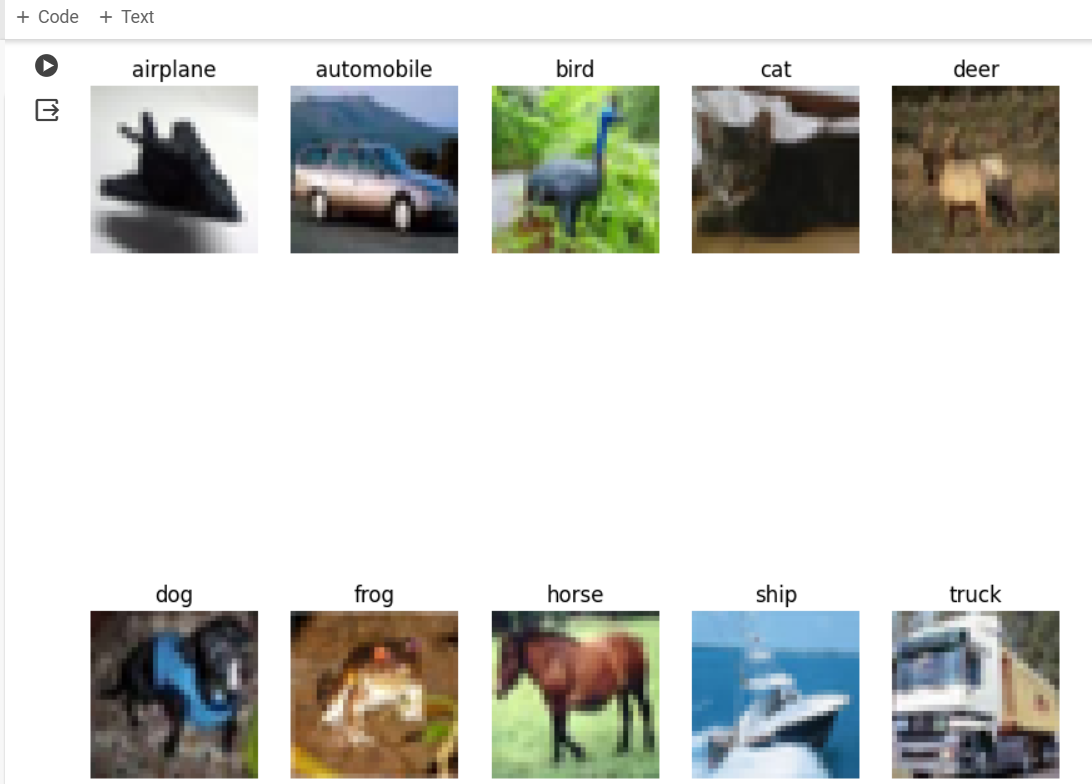 + Code + Text
airplane automobile bird cat deer
dog frog horse ship truck